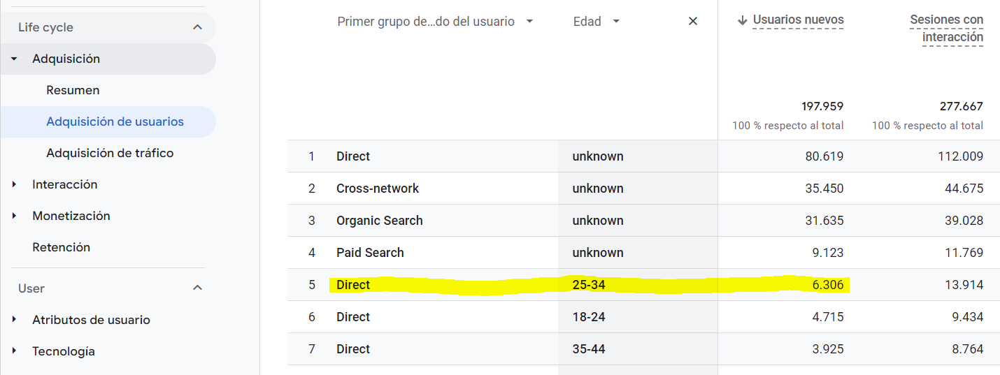 Life cycle
Adquisición
Resumen
Adquisición de usuarios
Adquisición de tráfico
Interacción
Monetización
Retención
User
Atributos de usuario
Tecnología
Primer grupo de…do del usuario Edad Usuarios nuevos Sesiones con
interacción
197.959 277.667
100 % respecto al total 100 % respecto al total
1 Direct unknown 80.619 112.009
2 Cross-network unknown 35.450 44.675
3 Organic Search unknown 31.635 39.028
4 Paid Search unknown 9.123 11.769
5 Direct 25-34 6.306 13.914
6 Direct 18-24 4.715 9.434
7 Direct 35-44 3.925 8.764